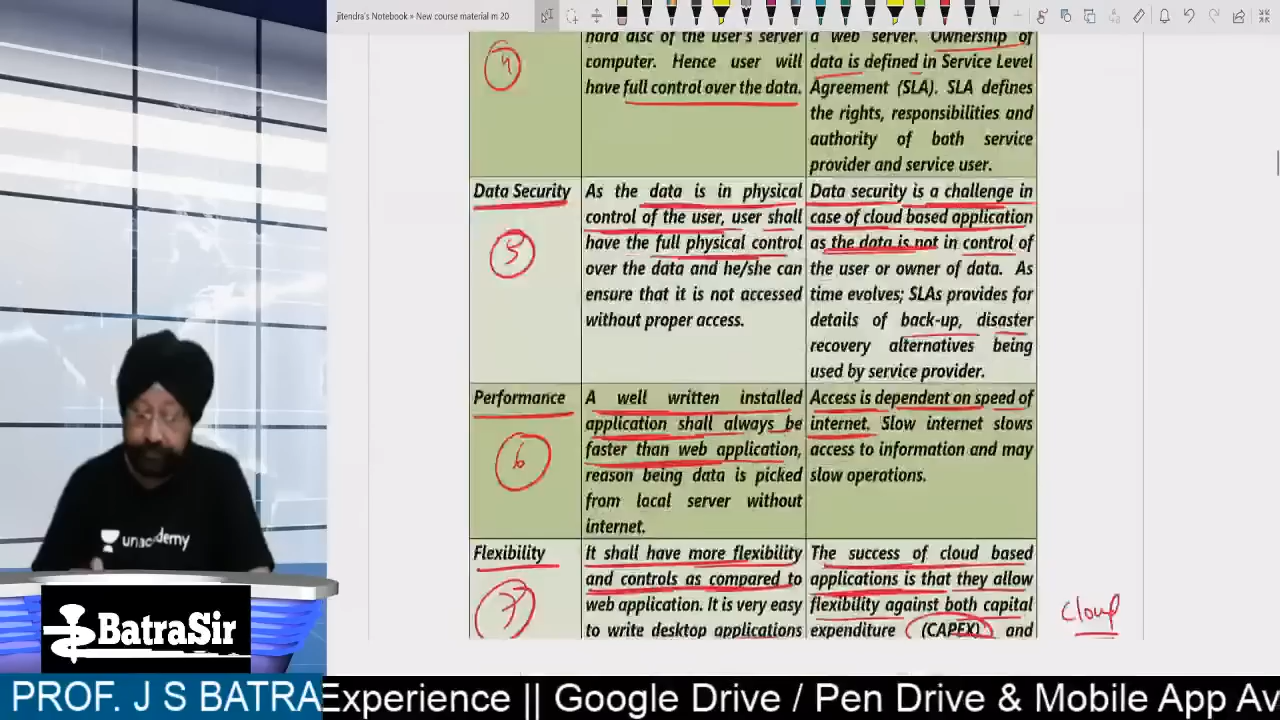 jitendra's Notebook » New course material m 20
hard disc of the user's server
computer. Hence user will
have full control over the data.
a web server. Ownership of
data is defined in Service Level
Agreement (SLA). SLA defines
the rights, responsibilities and
authority of both service
provider and service user.
4
Data Security
5
As the data is in physical
control of the user, user shall
have the full physical control
over the data and he/she can
ensure that it is not accessed
without proper access.
Data security is a challenge in
case of cloud based application
as the data is not in control of
the user or owner of data. As
time evolves; SLAs provides for
details of back-up, disaster
recovery alternatives being
used by service provider.
Performance
6
A well written installed
application shall always be
faster than web application,
reason being data is picked
from local server without
internet.
Access is dependent on speed of
internet. Slow internet slows
access to information and may
slow operations.
Flexibility
7
It shall have more flexibility
and controls as compared to
web application. It is very easy
to write desktop applications
The success of cloud based
applications is that they allow
flexibility against both capital
expenditure (CAPEX) and
Cloud
unacademy
BatraSir
PROF. J S BATRA
Experience || Google Drive / Pen Drive & Mobile App Av